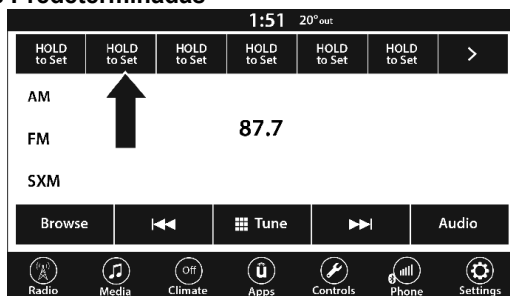 Predeterminadas
1:51 20° out
HOLD to Set HOLD to Set HOLD to Set HOLD to Set HOLD to Set HOLD to Set >
AM
87.7
FM
SXM
Browse Tune Audio
Radio Media Off Climate Apps Controls Phone Settings